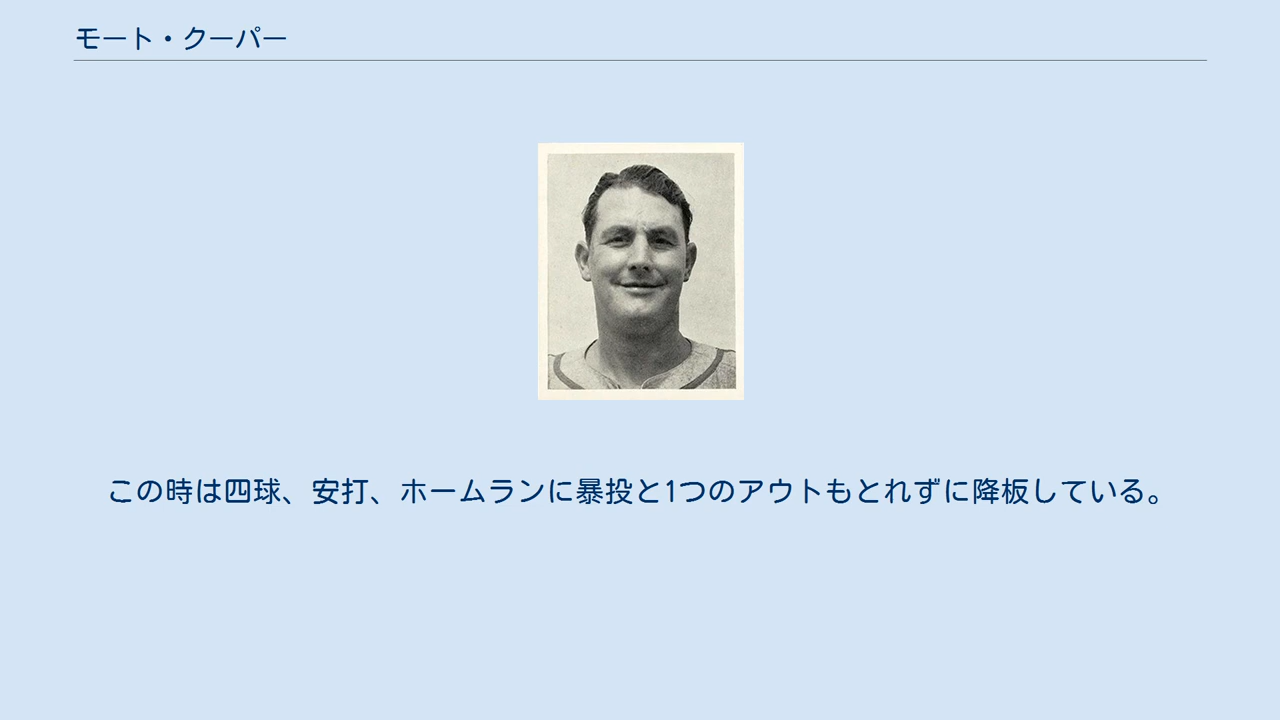 モート・クーパー
この時は四球、安打、ホームランに暴投と1つのアウトもとれずに降板している。